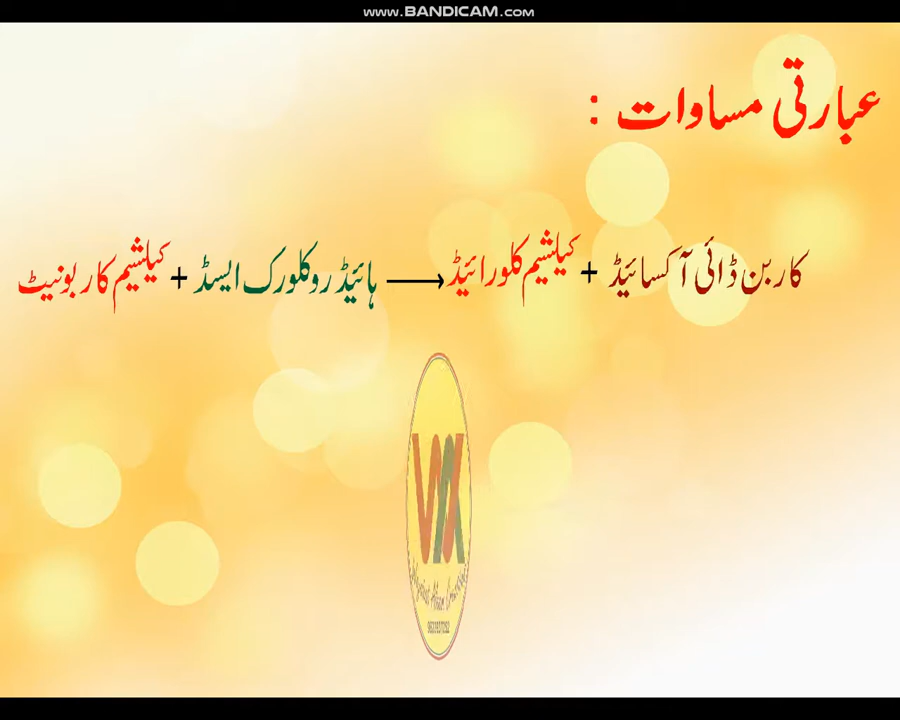 www.BANDICAM.com
عبارتی مساوات :
کیلشیم کاربونیٹ + ہائیڈروکلورک ایسڈ ⟶ کیلشیم کلورائیڈ + کاربن ڈائی آکسائیڈ